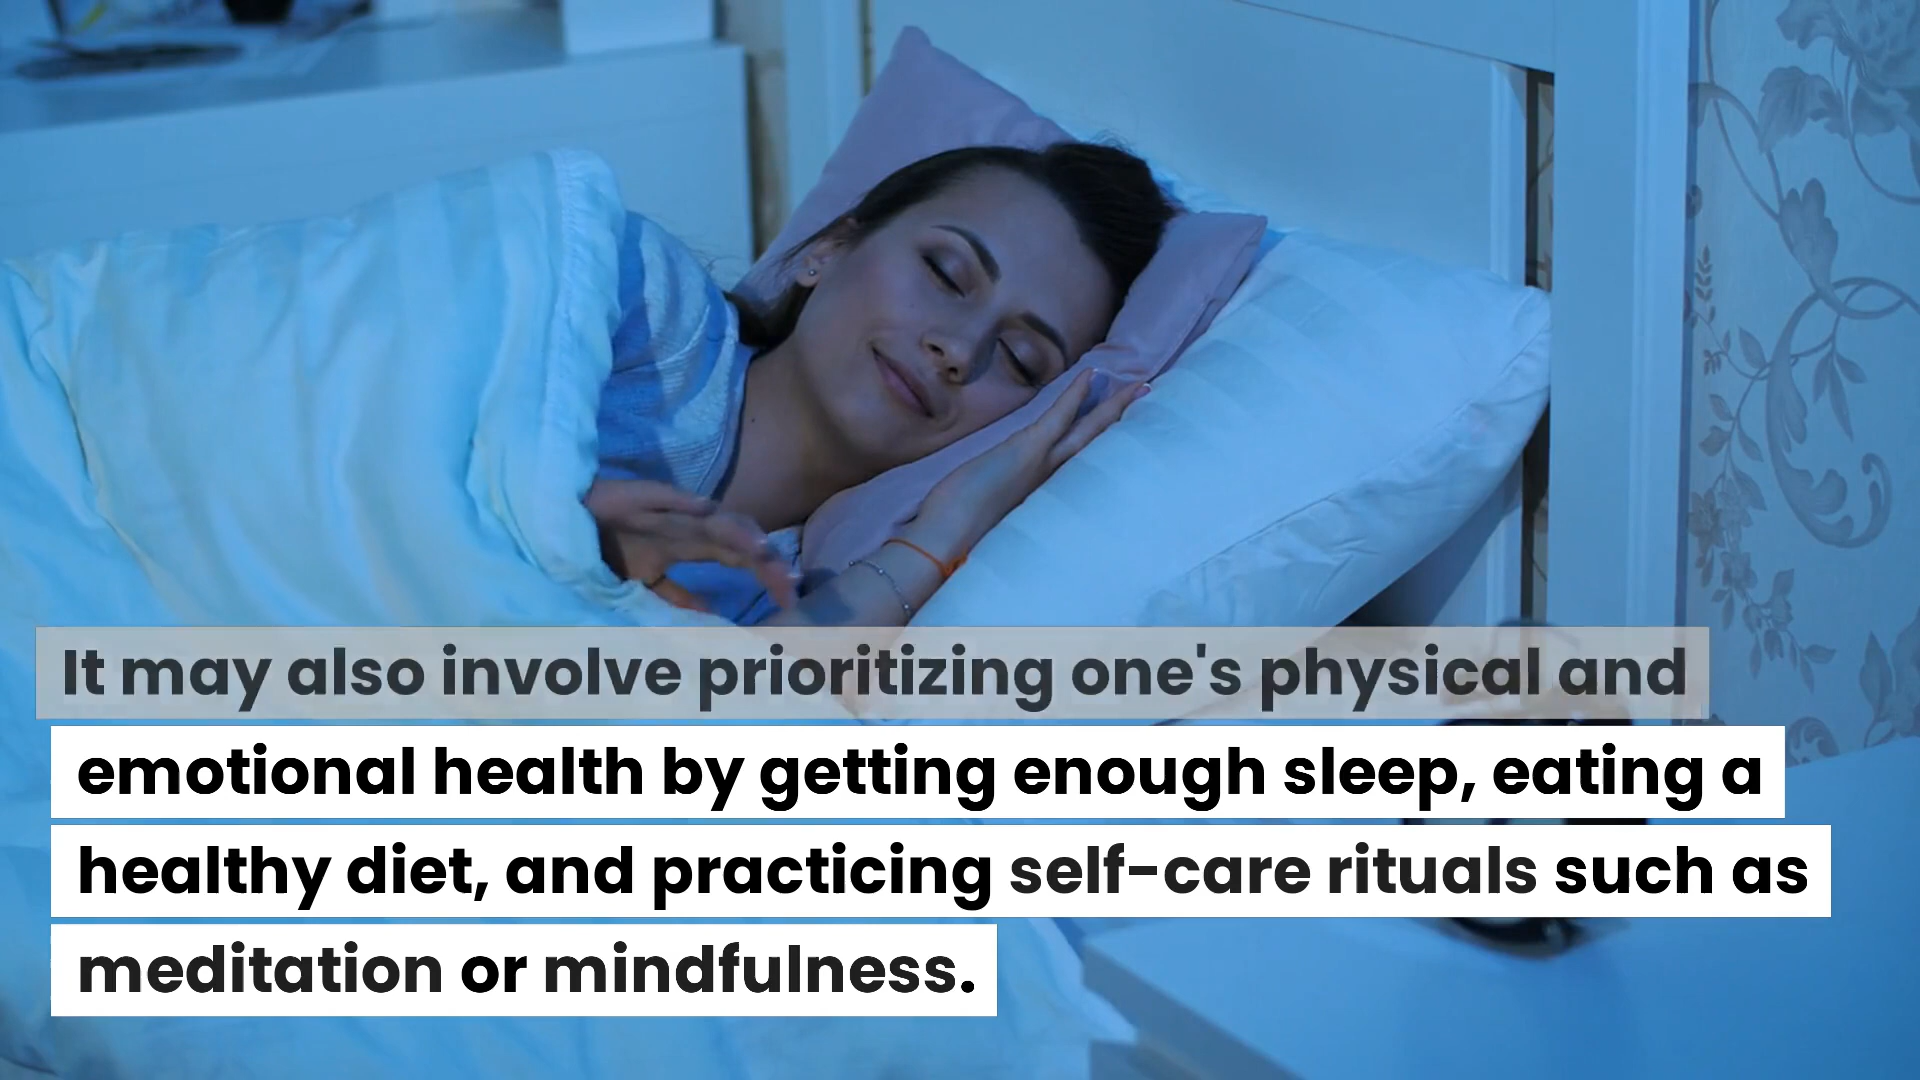 It may also involve prioritizing one's physical and
emotional health by getting enough sleep, eating a
healthy diet, and practicing self-care rituals such as
meditation or mindfulness.